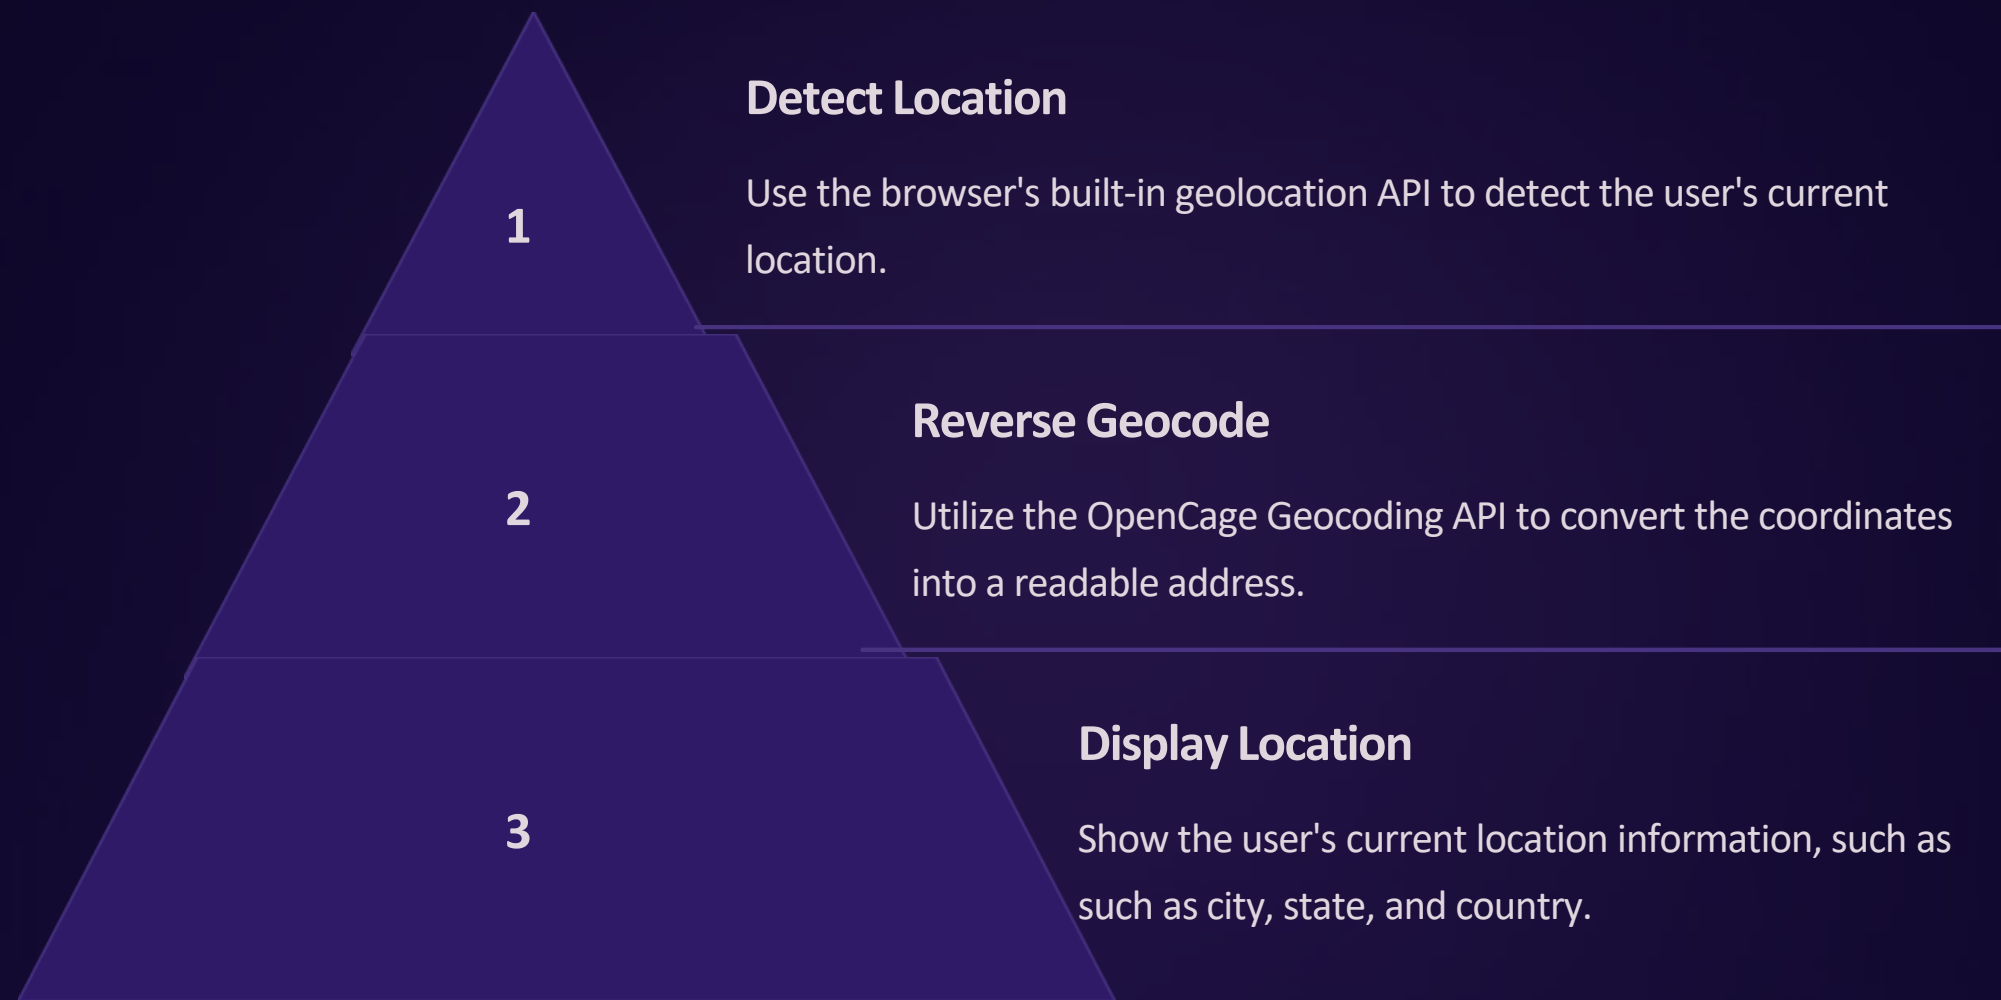 Detect Location
1
Use the browser's built-in geolocation API to detect the user's current
location.
Reverse Geocode
2
Utilize the OpenCage Geocoding API to convert the coordinates
into a readable address.
Display Location
3
Show the user's current location information, such as
such as city, state, and country.